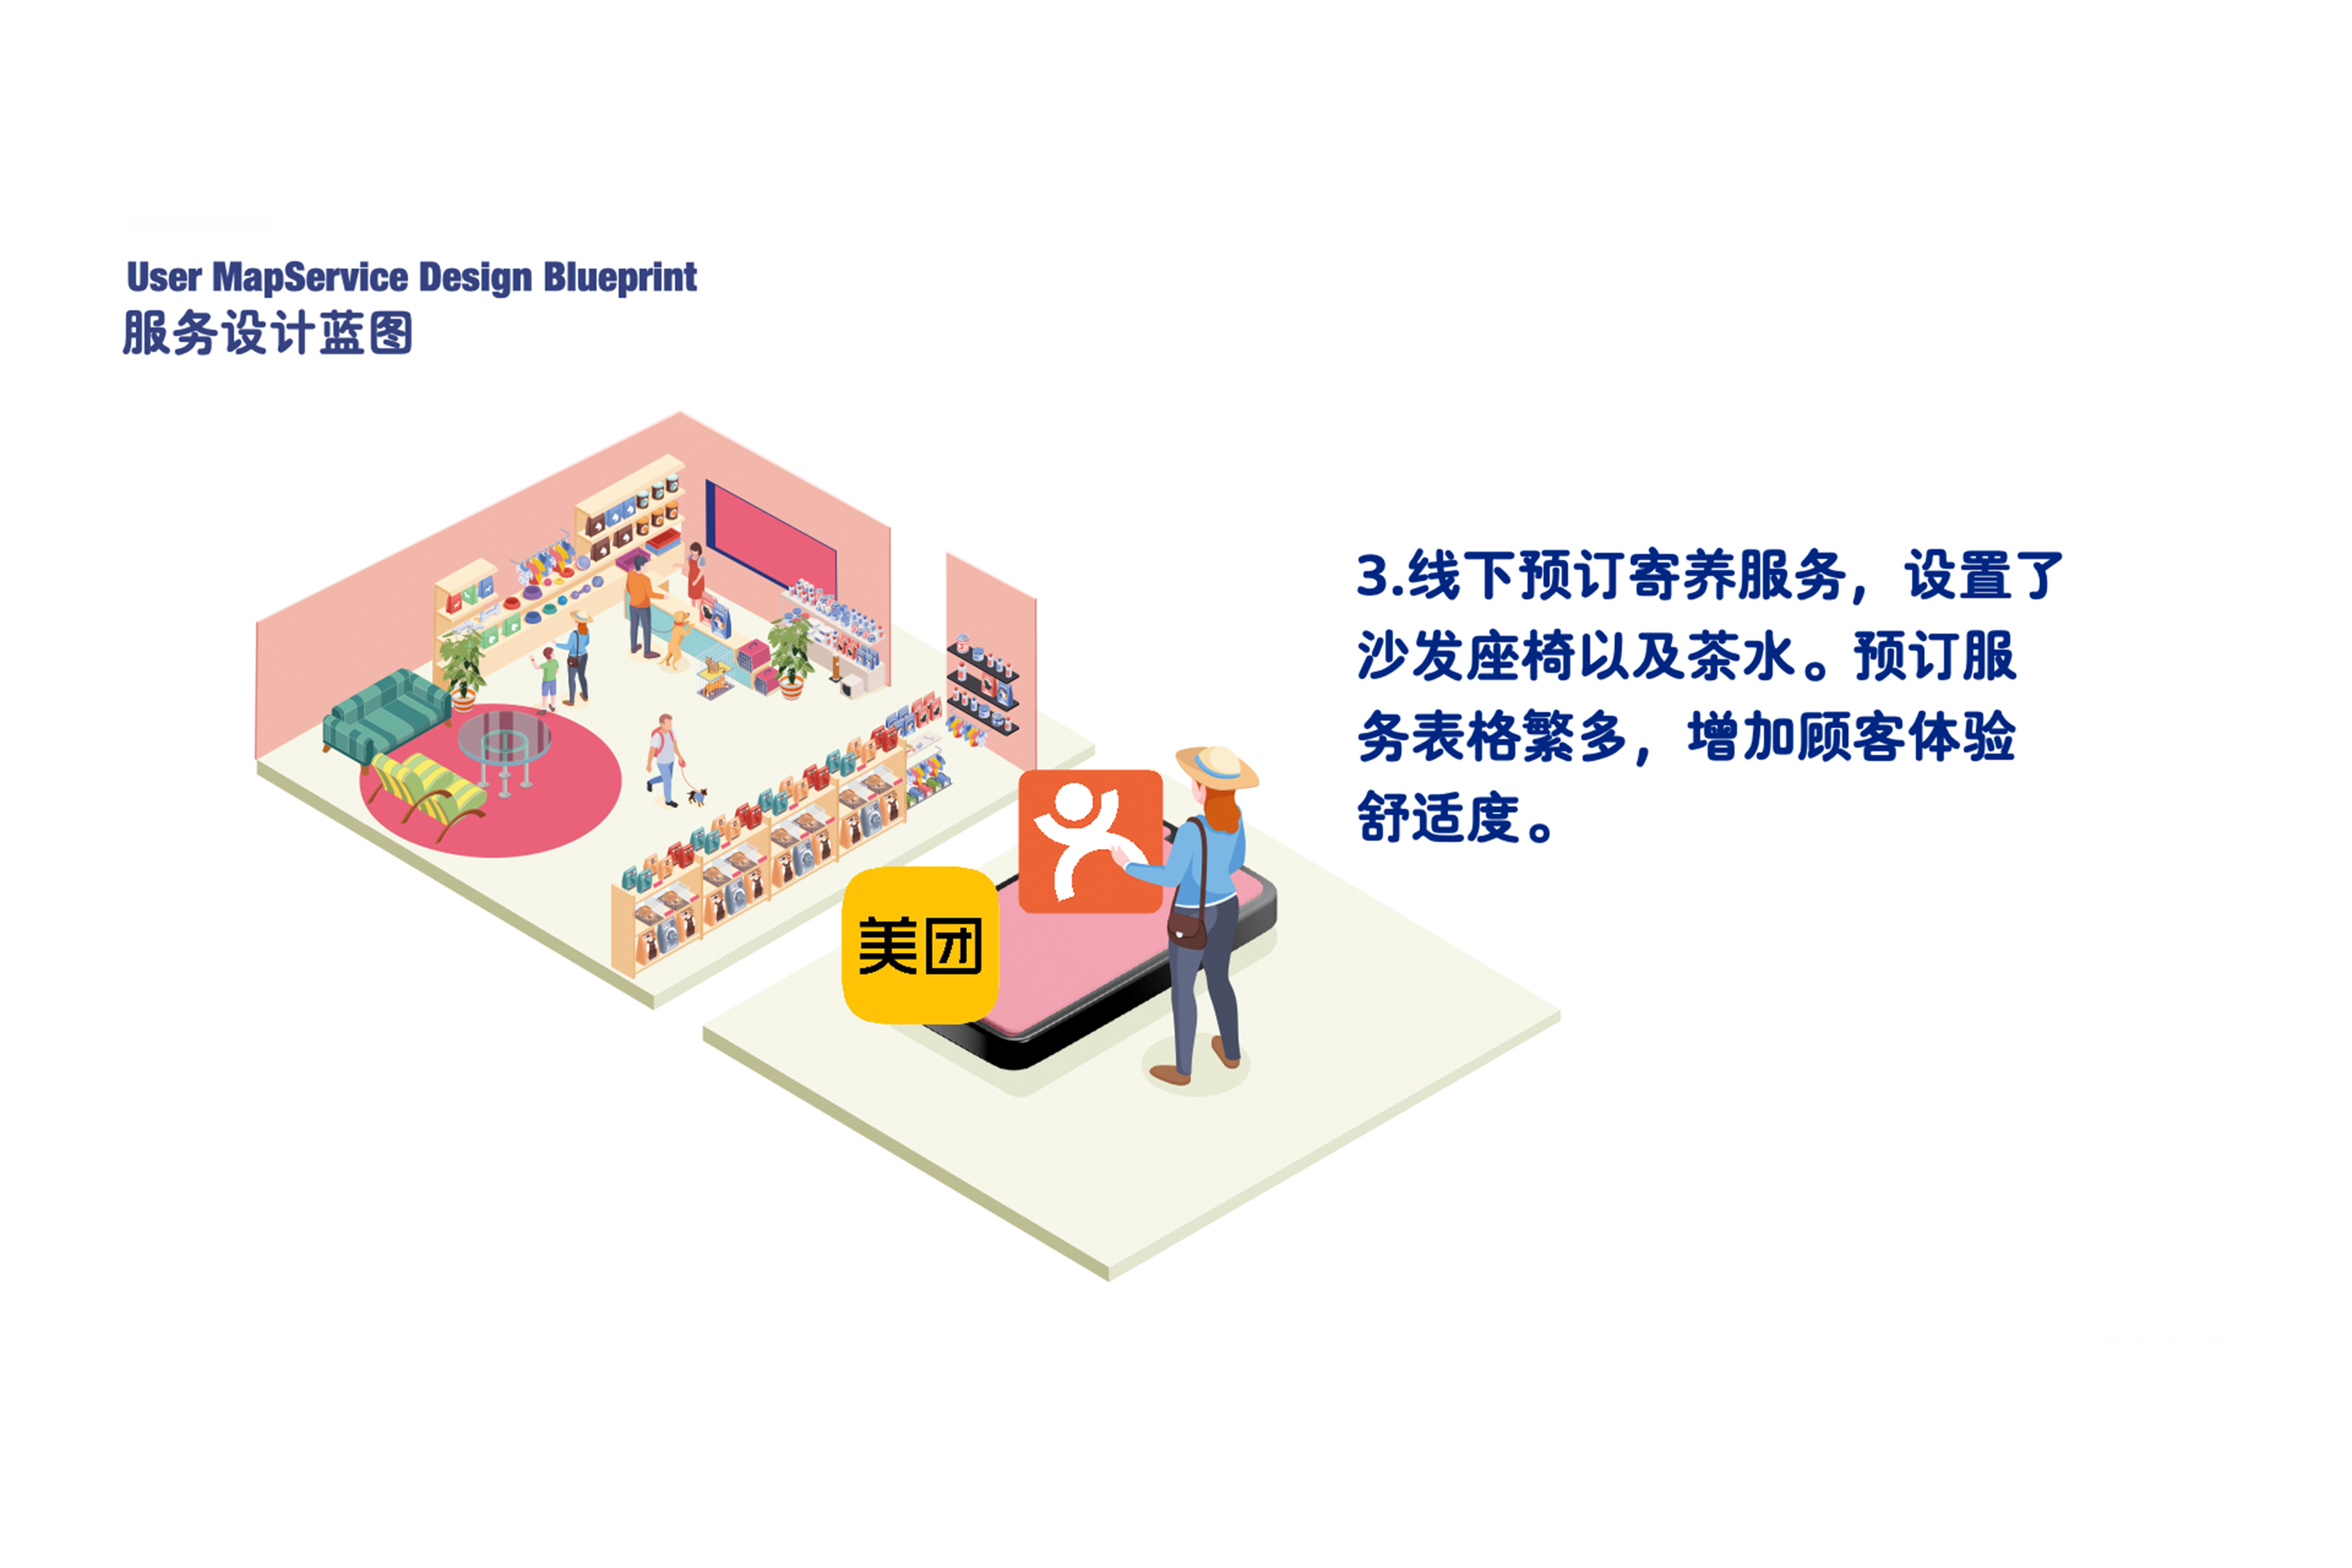 User MapService Design Blueprint
服务设计蓝图
3.线下预订寄养服务，设置了
沙发座椅以及茶水。预订服
务表格繁多，增加顾客体验
舒适度。
美团